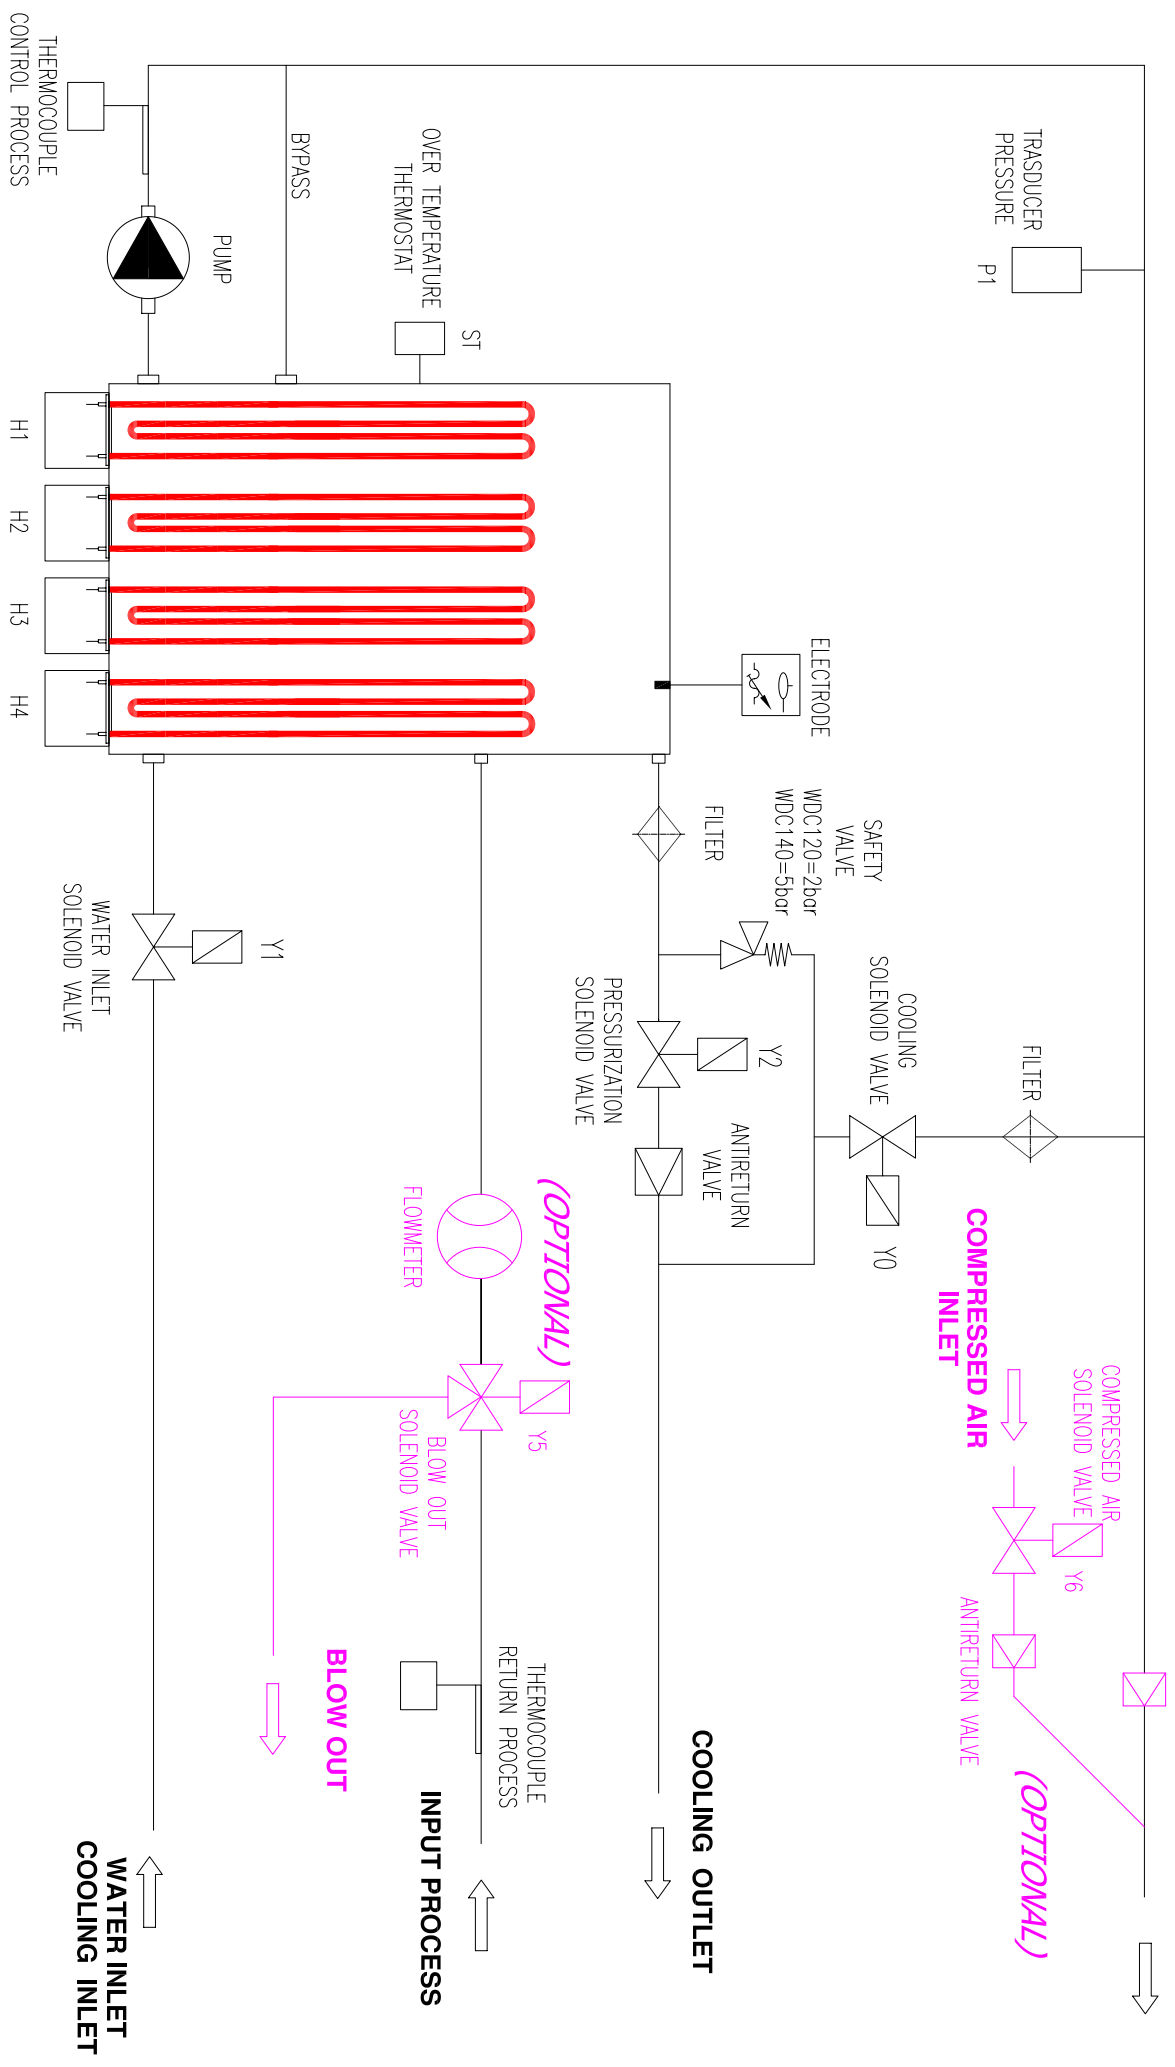 TRASDUCER
PRESSURE
P1
COMPRESSED AIR
INLET
COMPRESSED AIR
SOLENOID VALVE
Y6
ANTIRETURN VALVE
(OPTIONAL)
FILTER
COOLING
SOLENOID VALVE
Y0
SAFETY
VALVE
WDC120=2bar
WDC140=5bar
ELECTRODE
FILTER
Y2
PRESSURIZATION
SOLENOID VALVE
ANTIRETURN
VALVE
COOLING OUTLET
OVER TEMPERATURE
THERMOSTAT
ST
(OPTIONAL)
FLOWMETER
Y5
BLOW OUT
SOLENOID VALVE
THERMOCOUPLE
RETURN PROCESS
INPUT PROCESS
BYPASS
BLOW OUT
PUMP
Y1
WATER INLET
SOLENOID VALVE
THERMOCOUPLE
CONTROL PROCESS
WATER INLET
COOLING INLET
H1
H2
H3
H4